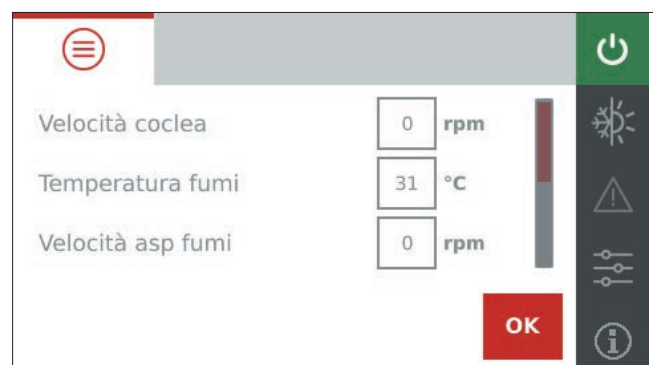 Velocità coclea 0 rpm
Temperatura fumi 31 °C
Velocità asp fumi 0 rpm
OK